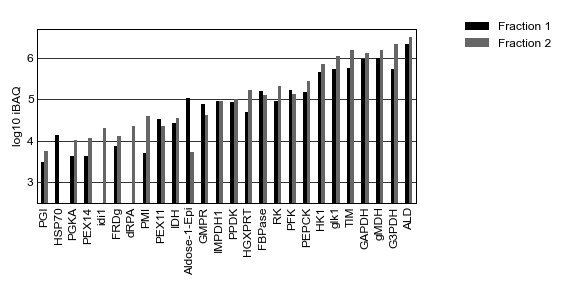 Fraction 1
Fraction 2
log10 iBAQ
6
5
4
3
PGI
HSP70
PGKA
PEX14
idi1
FRDg
dRPA
PMI
PEX11
IDH
Aldose-1-Epi
GMPR
IMPDH1
PPDK
HGXPRT
FBPase
RK
PFK
PEPCK
HK1
glk1
TIM
GAPDH
gMDH
G3PDH
ALD